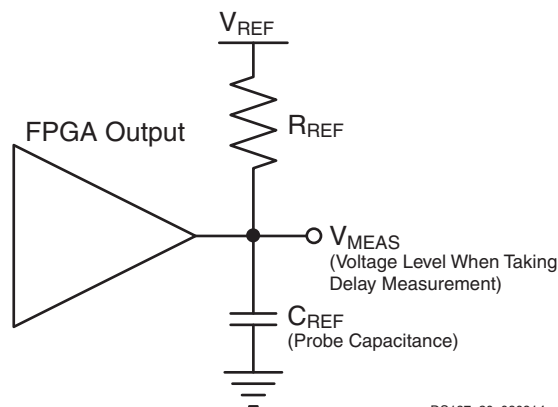 VREF
FPGA Output
RREF
VMEAS
(Voltage Level When Taking
Delay Measurement)
CREF
(Probe Capacitance)